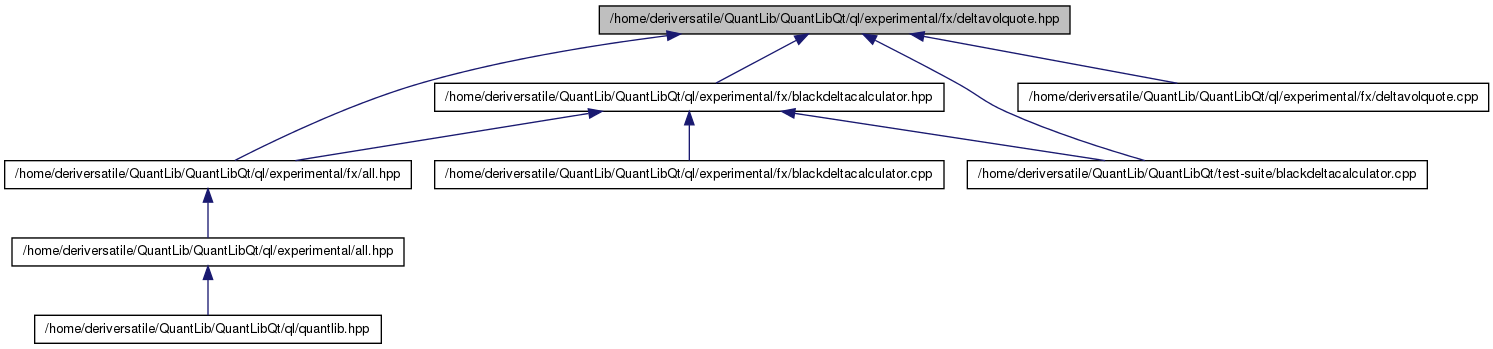 /home/deriversatile/QuantLib/QuantLibQt/ql/experimental/fx/deltavolquote.hpp
/home/deriversatile/QuantLib/QuantLibQt/ql/experimental/fx/blackdeltacalculator.hpp
/home/deriversatile/QuantLib/QuantLibQt/ql/experimental/fx/deltavolquote.cpp
/home/deriversatile/QuantLib/QuantLibQt/ql/experimental/fx/all.hpp
/home/deriversatile/QuantLib/QuantLibQt/ql/experimental/fx/blackdeltacalculator.cpp
/home/deriversatile/QuantLib/QuantLibQt/test-suite/blackdeltacalculator.cpp
/home/deriversatile/QuantLib/QuantLibQt/ql/experimental/all.hpp
/home/deriversatile/QuantLib/QuantLibQt/ql/quantlib.hpp